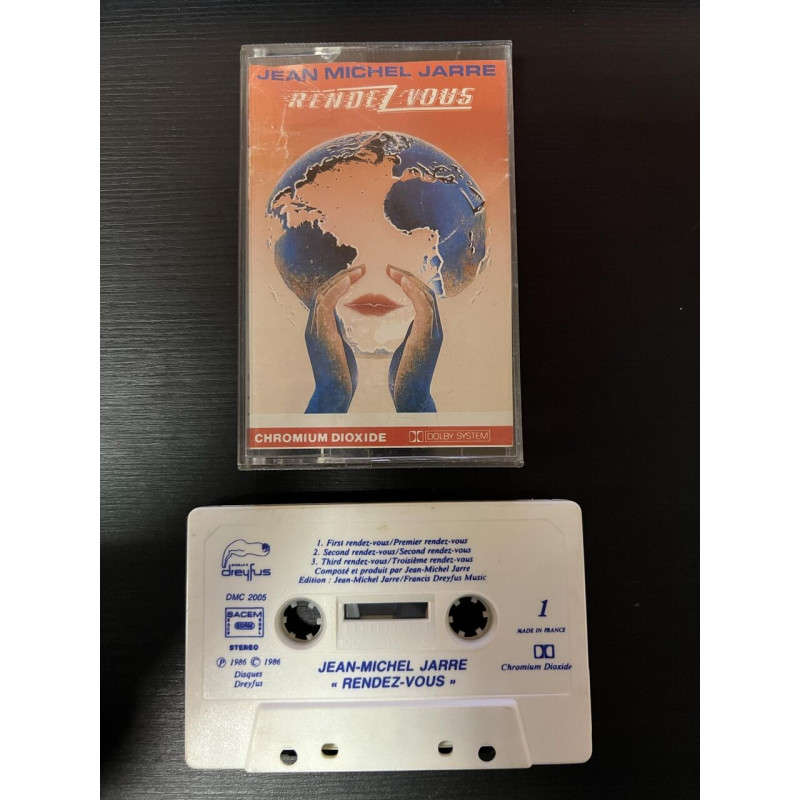 JEAN MICHEL JARRE
RENDEZ VOUS
CHROMIUM DIOXIDE
DOLBY SYSTEM
dreyfus
DMC 2005
SACEM
STEREO
Ⓟ 1986 © 1986
Disques
Dreyfus
1. First rendez-vous/Premier rendez-vous
2. Second rendez-vous/Second rendez-vous
3. Third rendez-vous/Troisième rendez-vous
Composé et produit par Jean-Michel Jarre
Edition : Jean-Michel Jarre/Francis Dreyfus Music
1
MADE IN FRANCE
Chromium Dioxide
JEAN-MICHEL JARRE
« RENDEZ-VOUS »